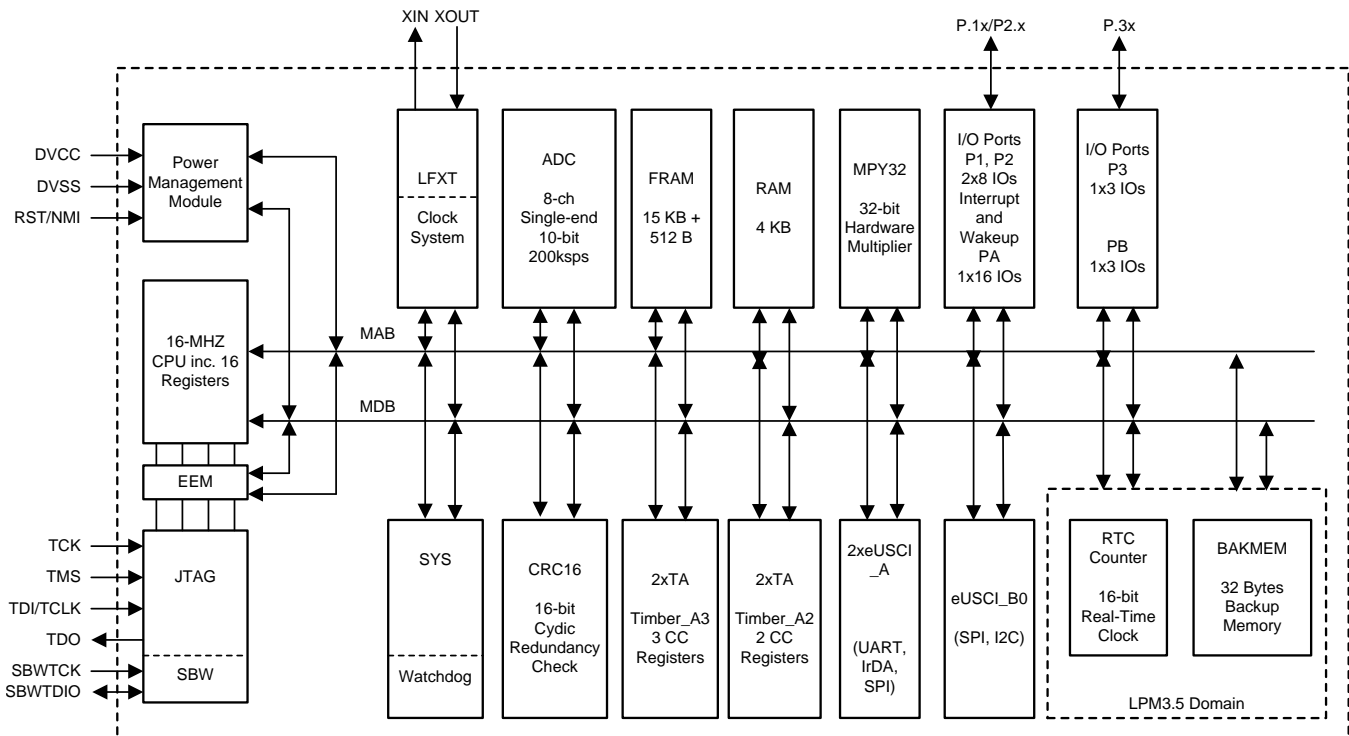 XIN XOUT
P.1x/P2.x
P.3x
DVCC
DVSS
RST/NMI
Power
Management
Module
LFXT
Clock
System
ADC
8-ch
Single-end
10-bit
200ksps
FRAM
15 KB +
512 B
RAM
4 KB
MPY32
32-bit
Hardware
Multiplier
I/O Ports
P1, P2
2x8 IOs
Interrupt
and
Wakeup
PA
1x16 IOs
I/O Ports
P3
1x3 IOs
PB
1x3 IOs
16-MHZ
CPU inc. 16
Registers
MAB
MDB
EEM
TCK
TMS
TDI/TCLK
TDO
SBWTCK
SBWTDIO
JTAG
SBW
SYS
Watchdog
CRC16
16-bit
Cydic
Redundancy
Check
2xTA
Timber_A3
3 CC
Registers
2xTA
Timber_A2
2 CC
Registers
2xeUSCI
_A
(UART,
IrDA,
SPI)
eUSCI_B0
(SPI, I2C)
RTC
Counter
16-bit
Real-Time
Clock
BAKMEM
32 Bytes
Backup
Memory
LPM3.5 Domain